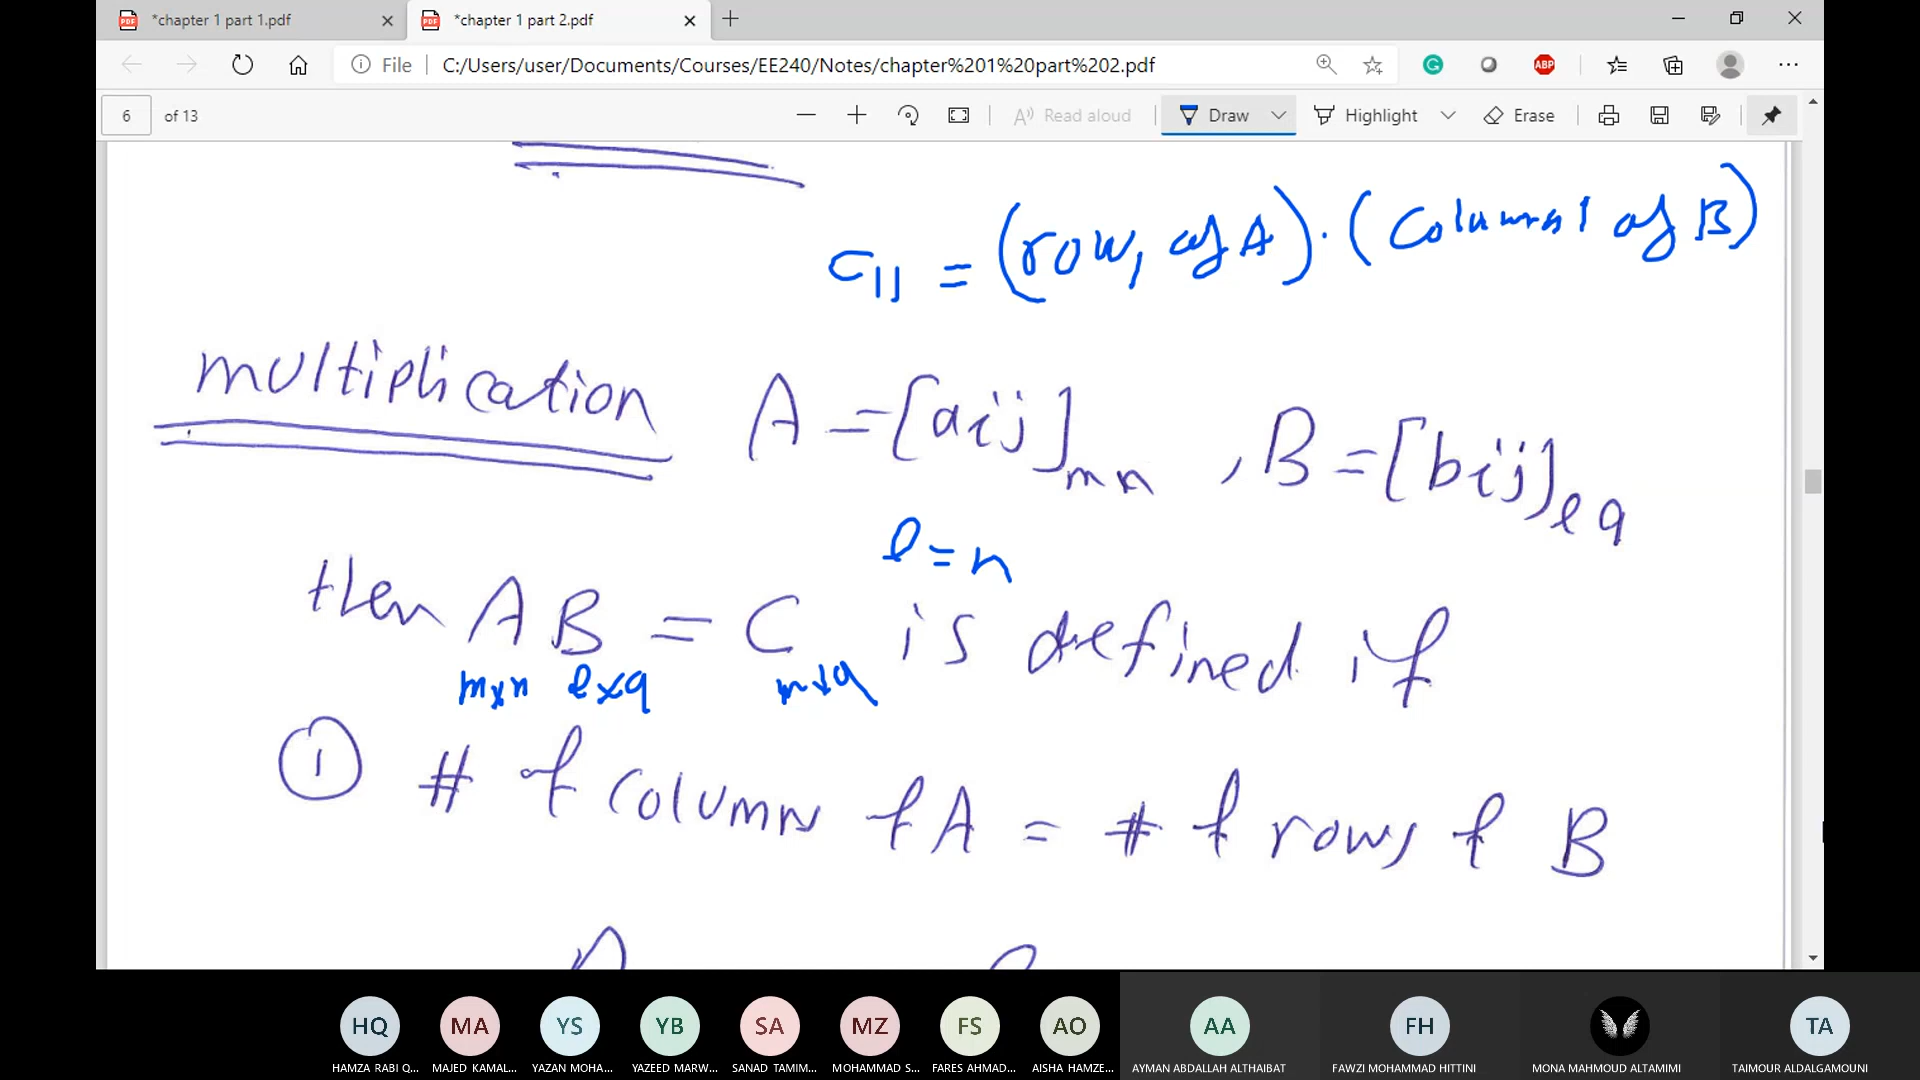 *chapter 1 part 1.pdf
*chapter 1 part 2.pdf
File | C:/Users/user/Documents/Courses/EE240/Notes/chapter%201%20part%202.pdf
ABP
6 of 13
Read aloud
Draw
Highlight
Erase
C11 = (row, of A) · (Column 1 of B)
multiplication A = [aij]mn , B = [bij]lq
l = n
then A B = C is defined if
mxn lxq mxq
① # of columns of A = # of rows of B
HQ MA YS YB SA MZ FS AO AA FH TA
HAMZA RABI Q... MAJED KAMAL... YAZAN MOHA... YAZEED MARW... SANAD TAMIM... MOHAMMAD S... FARES AHMAD... AISHA HAMZE... AYMAN ABDALLAH ALTHAIBAT FAWZI MOHAMMAD HITTINI MONA MAHMOUD ALTAMIMI TAIMOUR ALDALGAMOUNI